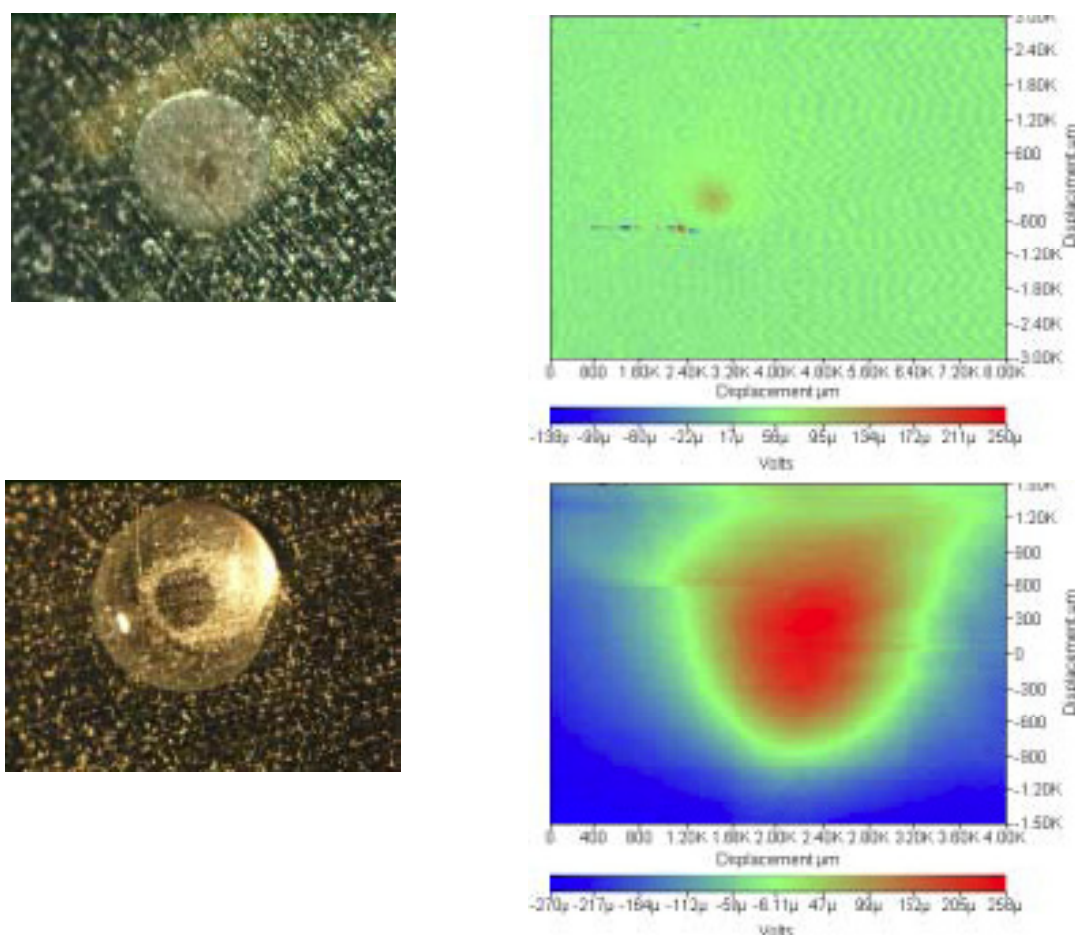 3.00K
2.40K
1.80K
1.20K
600
0
-600
-1.20K
-1.80K
-2.40K
-3.00K
Displacement µm
0 800 1.60K 2.40K 3.20K 4.00K 4.80K 5.60K 6.40K 7.20K 8.00K
Displacement µm
-138µ -99µ -60µ -22µ 17µ 56µ 95µ 134µ 172µ 211µ 250µ
Volts
1.50K
1.20K
900
600
300
0
-300
-600
-900
-1.20K
-1.50K
Displacement µm
0 400 800 1.20K 1.60K 2.00K 2.40K 2.80K 3.20K 3.60K 4.00K
Displacement µm
-270µ -217µ -164µ -112µ -59µ -6.11µ 47µ 99µ 152µ 205µ 258µ
Volts